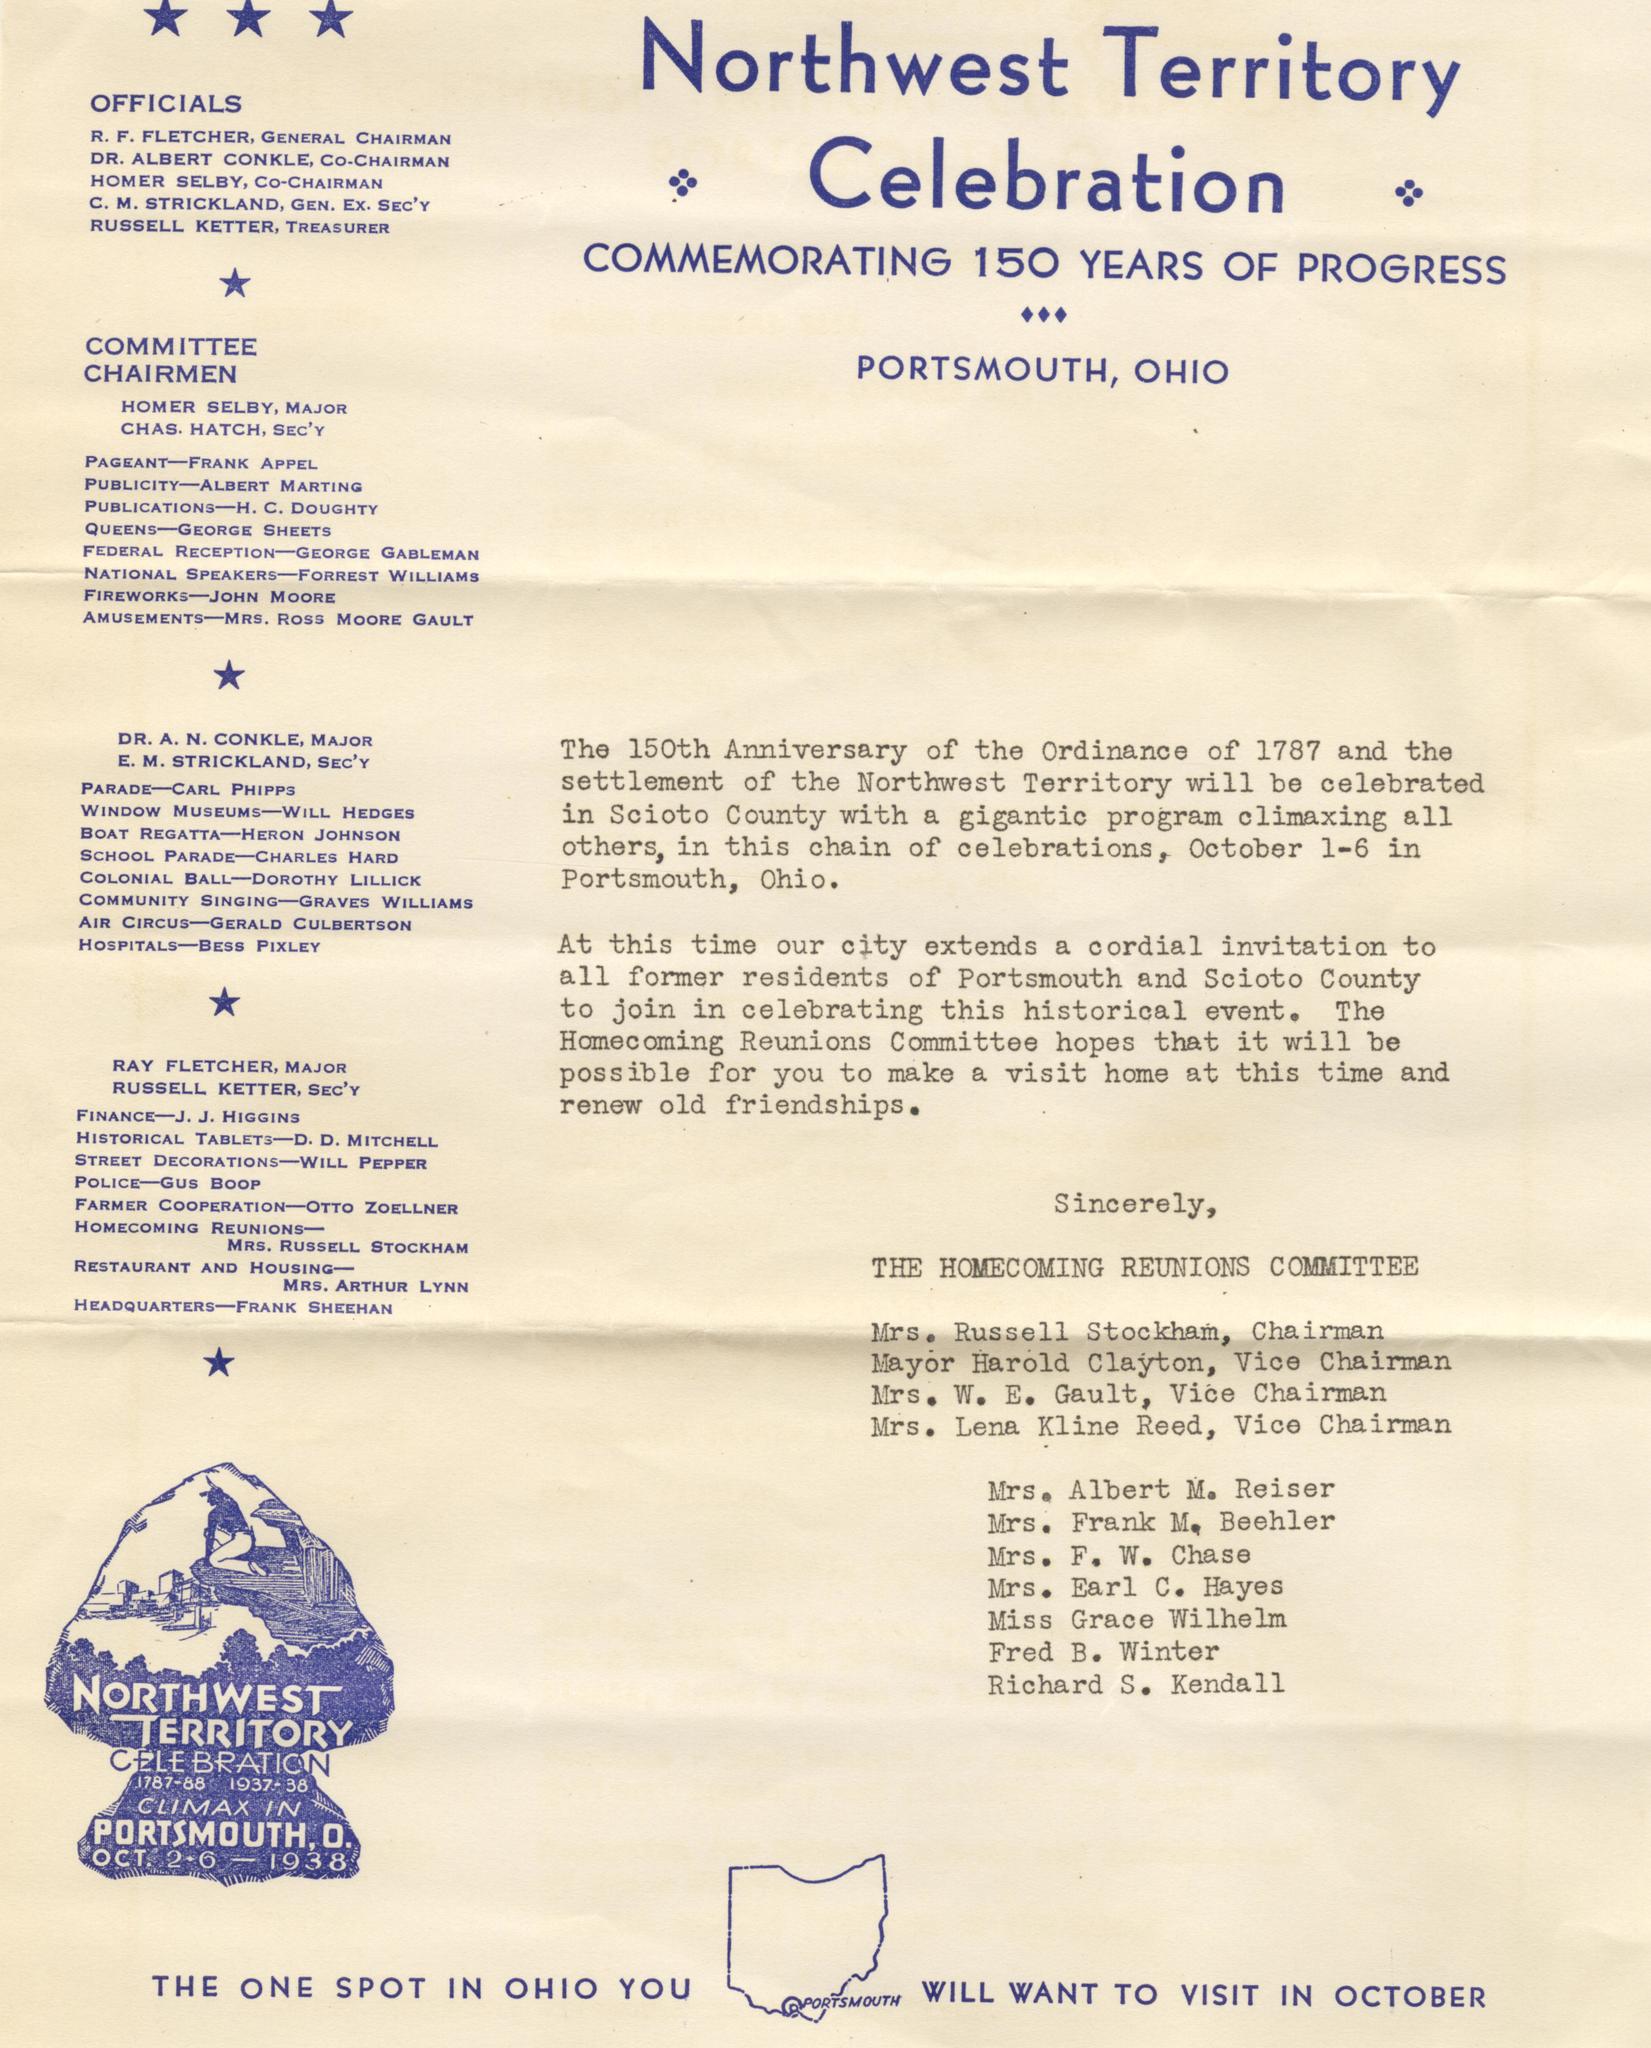 Northwest Territory
Celebration
COMMEMORATING 150 YEARS OF PROGRESS
PORTSMOUTH, OHIO
OFFICIALS
R. F. FLETCHER, GENERAL CHAIRMAN
DR. ALBERT CONKLE, CO-CHAIRMAN
HOMER SELBY, CO-CHAIRMAN
C. M. STRICKLAND, GEN. EX. SEC'Y
RUSSELL KETTER, TREASURER
COMMITTEE
CHAIRMEN
HOMER SELBY, MAJOR
CHAS. HATCH, SEC'Y
PAGEANT—FRANK APPEL
PUBLICITY—ALBERT MARTING
PUBLICATIONS—H. C. DOUGHTY
QUEENS—GEORGE SHEETS
FEDERAL RECEPTION—GEORGE GABLEMAN
NATIONAL SPEAKERS—FORREST WILLIAMS
FIREWORKS—JOHN MOORE
AMUSEMENTS—MRS. ROSS MOORE GAULT
DR. A. N. CONKLE, MAJOR
E. M. STRICKLAND, SEC'Y
PARADE—CARL PHIPPS
WINDOW MUSEUMS—WILL HEDGES
BOAT REGATTA—HERON JOHNSON
SCHOOL PARADE—CHARLES HARD
COLONIAL BALL—DOROTHY LILLICK
COMMUNITY SINGING—GRAVES WILLIAMS
AIR CIRCUS—GERALD CULBERTSON
HOSPITALS—BESS PIXLEY
RAY FLETCHER, MAJOR
RUSSELL KETTER, SEC'Y
FINANCE—J. J. HIGGINS
HISTORICAL TABLETS—D. D. MITCHELL
STREET DECORATIONS—WILL PEPPER
POLICE—GUS BOOP
FARMER COOPERATION—OTTO ZOELLNER
HOMECOMING REUNIONS—
MRS. RUSSELL STOCKHAM
RESTAURANT AND HOUSING—
MRS. ARTHUR LYNN
HEADQUARTERS—FRANK SHEEHAN
The 150th Anniversary of the Ordinance of 1787 and the
settlement of the Northwest Territory will be celebrated
in Scioto County with a gigantic program climaxing all
others, in this chain of celebrations, October 1-6 in
Portsmouth, Ohio.
At this time our city extends a cordial invitation to
all former residents of Portsmouth and Scioto County
to join in celebrating this historical event. The
Homecoming Reunions Committee hopes that it will be
possible for you to make a visit home at this time and
renew old friendships.
Sincerely,
THE HOMECOMING REUNIONS COMMITTEE
Mrs. Russell Stockham, Chairman
Mayor Harold Clayton, Vice Chairman
Mrs. W. E. Gault, Vice Chairman
Mrs. Lena Kline Reed, Vice Chairman
Mrs. Albert M. Reiser
Mrs. Frank M. Beehler
Mrs. F. W. Chase
Mrs. Earl C. Hayes
Miss Grace Wilhelm
Fred B. Winter
Richard S. Kendall
NORTHWEST
TERRITORY
CELEBRATION
1787-88 1937-38
CLIMAX IN
PORTSMOUTH, O.
OCT. 2-6 — 1938
THE ONE SPOT IN OHIO YOU
PORTSMOUTH
WILL WANT TO VISIT IN OCTOBER